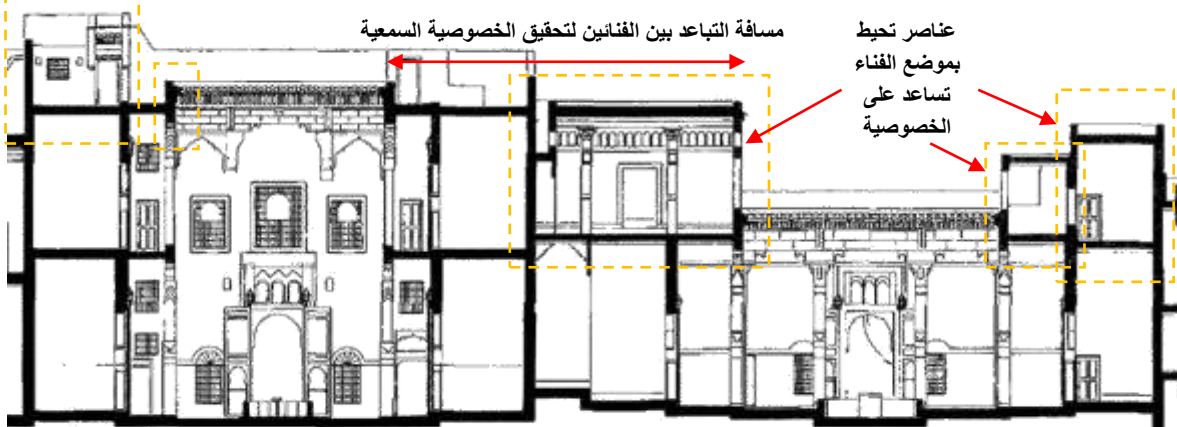 مسافة التباعد بين الفنائين لتحقيق الخصوصية السمعية
عناصر تحيط
بموضع الفناء
تساعد على
الخصوصية